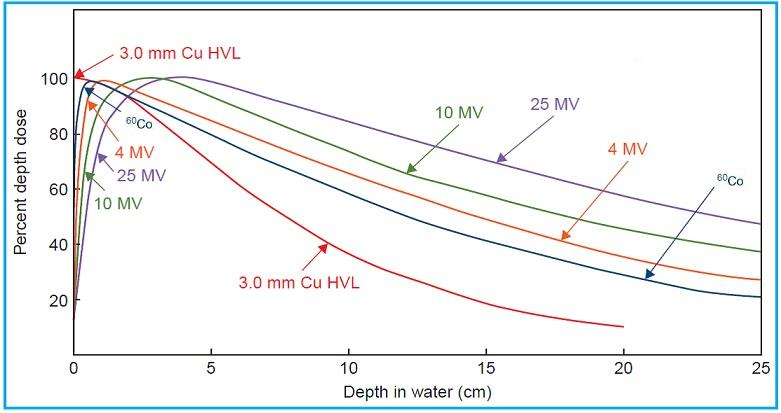 3.0 mm Cu HVL
100
80
60
40
20
Percent depth dose
60Co
4 MV
25 MV
10 MV
10 MV
25 MV
4 MV
60Co
3.0 mm Cu HVL
0
5
10
15
20
25
Depth in water (cm)